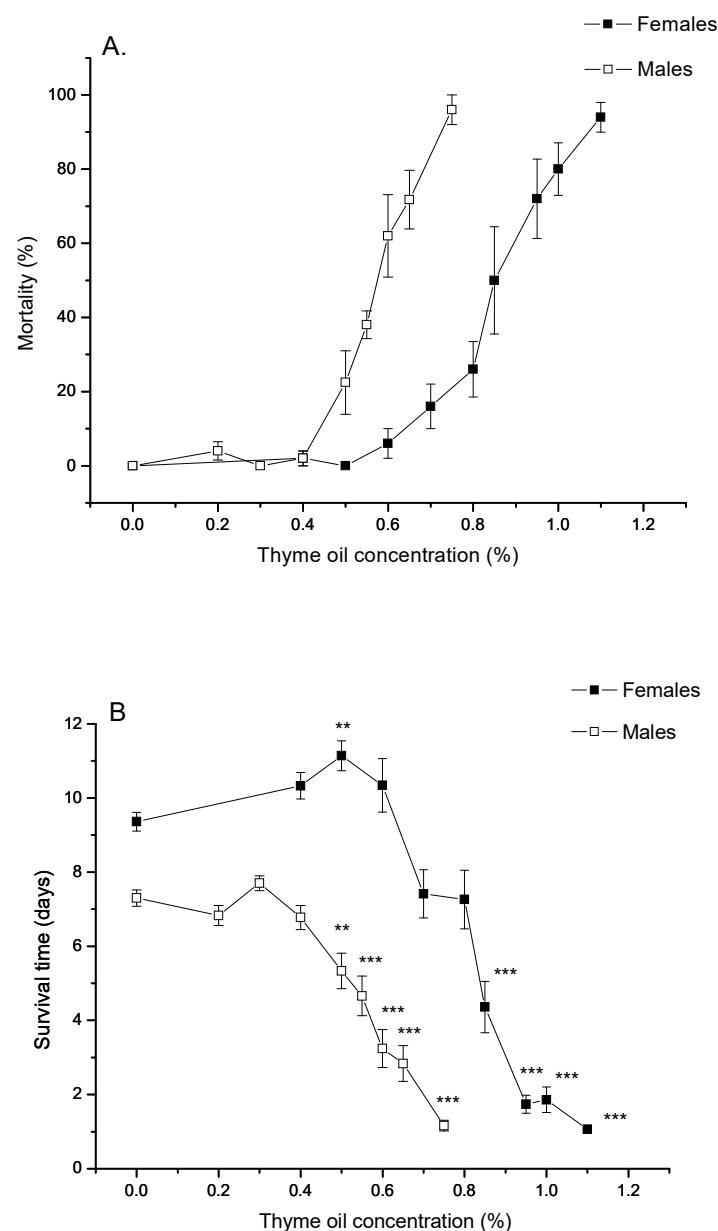 A.
Females
Males
100
80
60
40
20
0
Mortality (%)
0.0 0.2 0.4 0.6 0.8 1.0 1.2
Thyme oil concentration (%)
B
Females
Males
12
10
8
6
4
2
0
Survival time (days)
**
**
***
***
***
***
***
***
***
***
0.0 0.2 0.4 0.6 0.8 1.0 1.2
Thyme oil concentration (%)